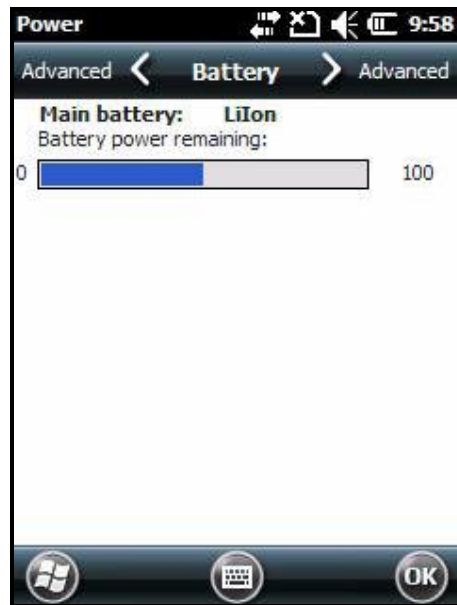 Power 9:58
Advanced Battery Advanced
Main battery: LiIon
Battery power remaining:
0 100
OK